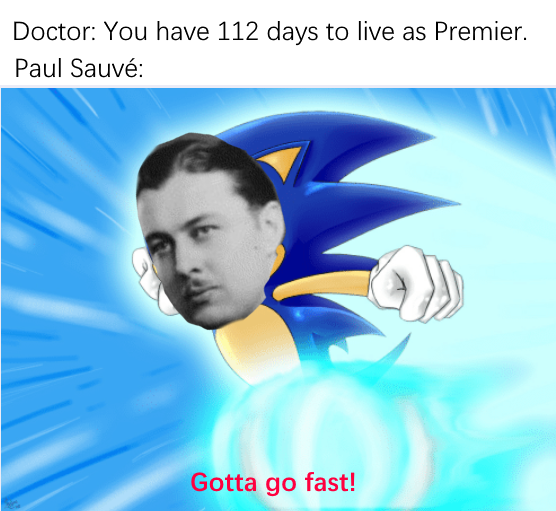 Doctor: You have 112 days to live as Premier.
Paul Sauvé:
Gotta go fast!